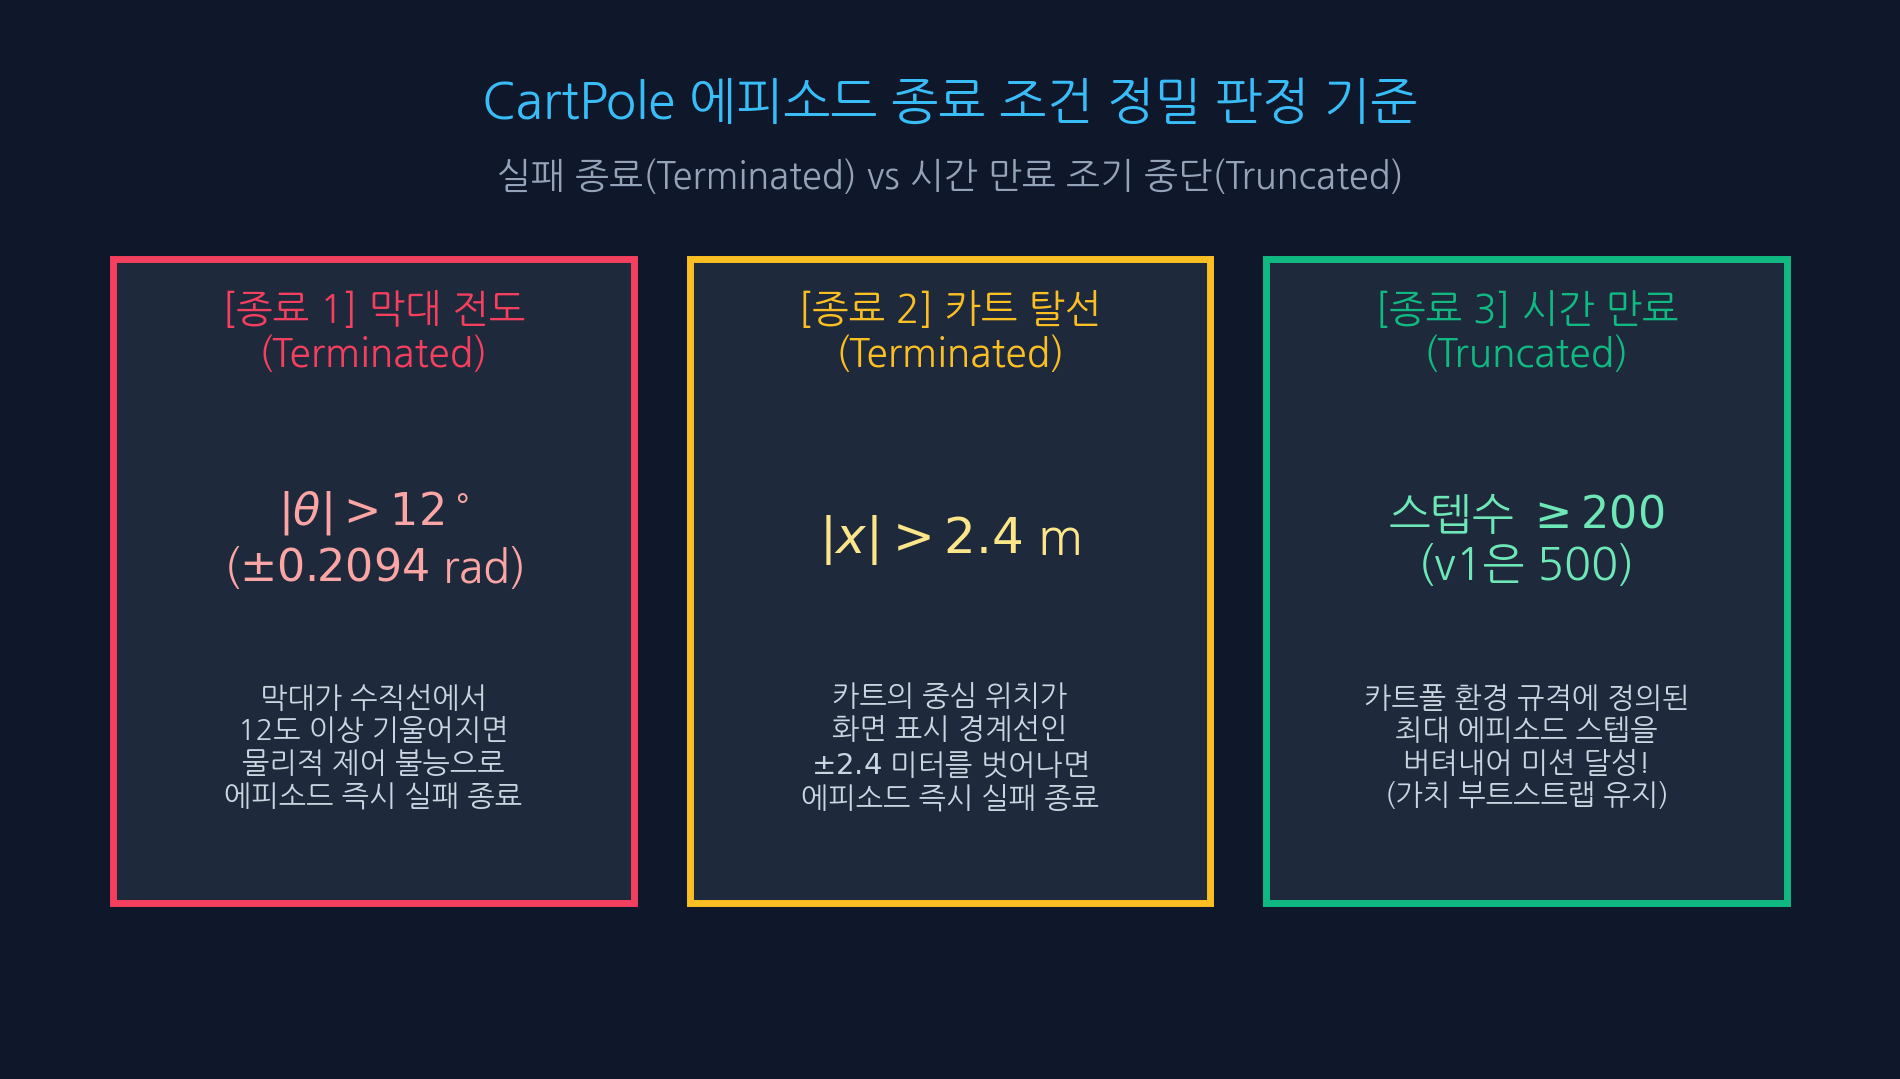 CartPole 에피소드 종료 조건 정밀 판정 기준
실패 종료(Terminated) vs 시간 만료 조기 중단(Truncated)
[종료 1] 막대 전도
(Terminated)
|θ| > 12°
(±0.2094 rad)
막대가 수직선에서
12도 이상 기울어지면
물리적 제어 불능으로
에피소드 즉시 실패 종료
[종료 2] 카트 탈선
(Terminated)
|x| > 2.4 m
카트의 중심 위치가
화면 표시 경계선인
±2.4 미터를 벗어나면
에피소드 즉시 실패 종료
[종료 3] 시간 만료
(Truncated)
스텝수 ≥ 200
(v1은 500)
카트폴 환경 규격에 정의된
최대 에피소드 스텝을
버텨내어 미션 달성!
(가치 부트스트랩 유지)